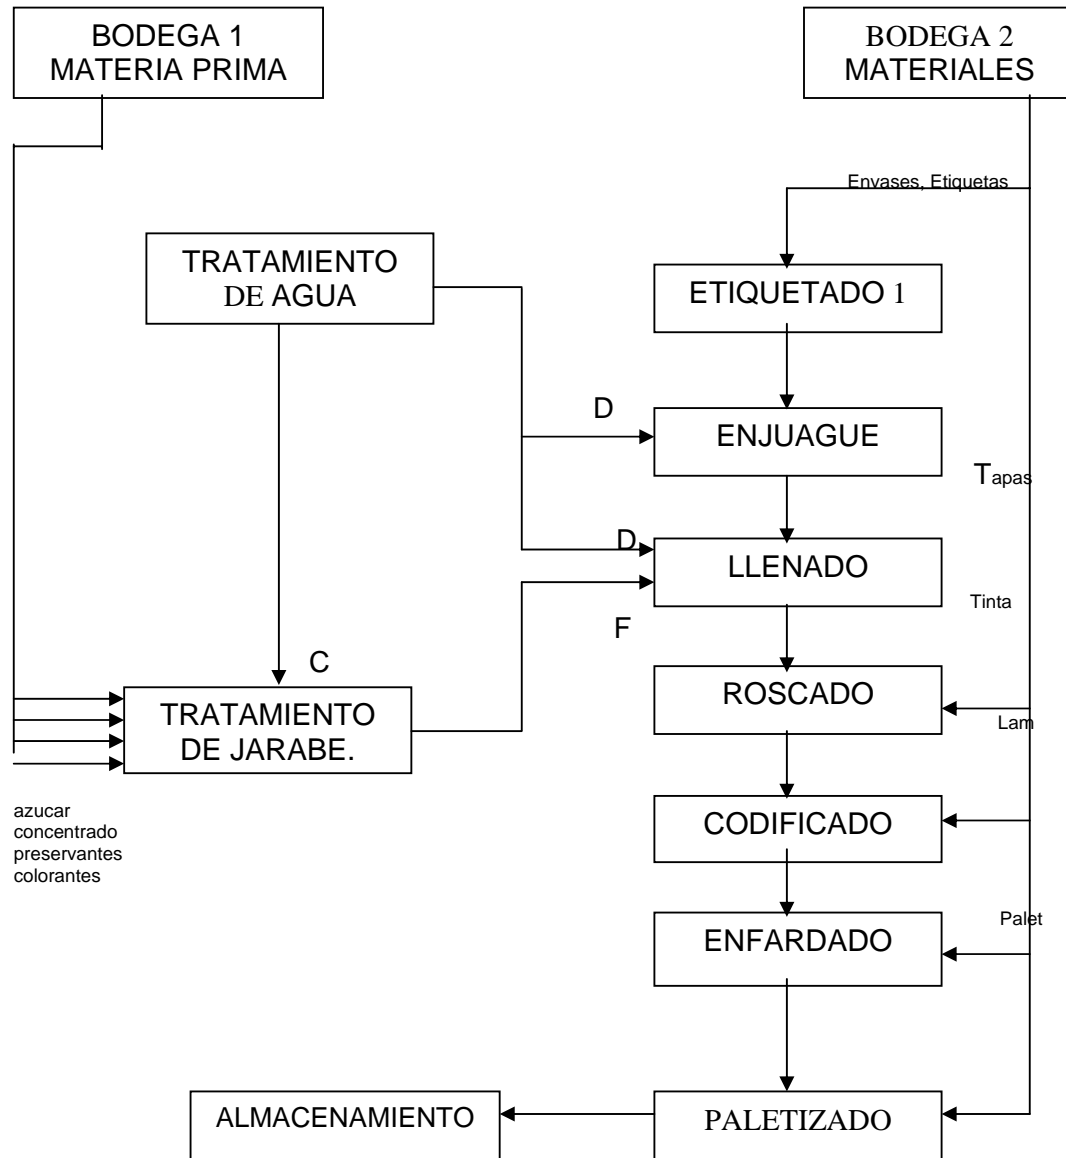 BODEGA 1
MATERIA PRIMA
BODEGA 2
MATERIALES
Envases, Etiquetas
TRATAMIENTO
DE AGUA
ETIQUETADO 1
D
ENJUAGUE
Tapas
D
LLENADO
Tinta
F
C
ROSCADO
Lam
TRATAMIENTO
DE JARABE.
azucar
concentrado
preservantes
colorantes
CODIFICADO
Palet
ENFARDADO
ALMACENAMIENTO
PALETIZADO